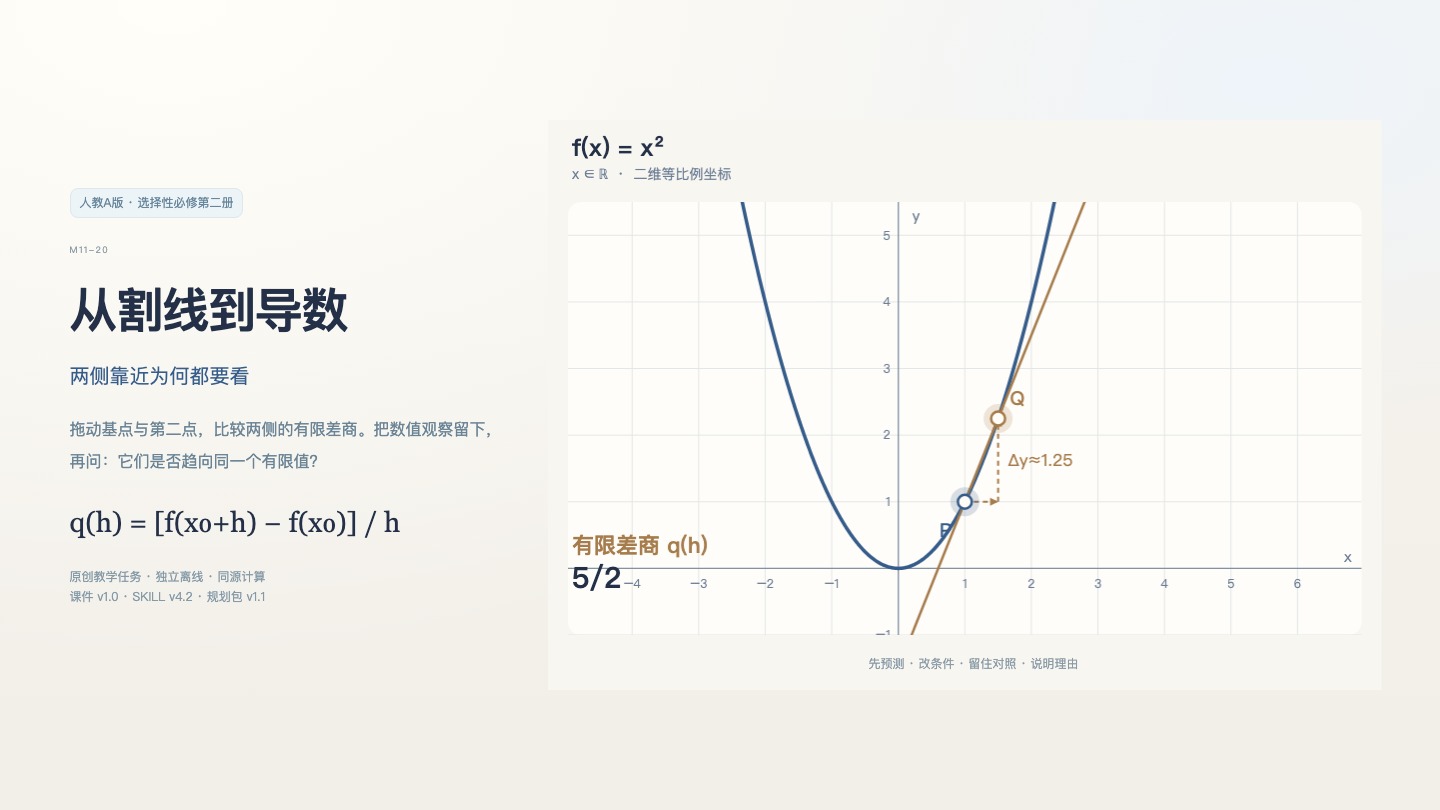 人教A版 · 选择性必修第二册
M11–20
从割线到导数
两侧靠近为何都要看
拖动基点与第二点，比较两侧的有限差商。把数值观察留下，
再问：它们是否趋向同一个有限值？
q(h) = [f(x₀+h) − f(x₀)] / h
原创教学任务 · 独立离线 · 同源计算
课件 v1.0 · SKILL v4.2 · 规划包 v1.1
f(x) = x²
x ∈ ℝ · 二维等比例坐标
y
5
4
3
2
1
−1
Q
Δy≈1.25
P
有限差商 q(h)
5/2
x
−4 −3 −2 −1 1 2 3 4 5 6
先预测 · 改条件 · 留住对照 · 说明理由